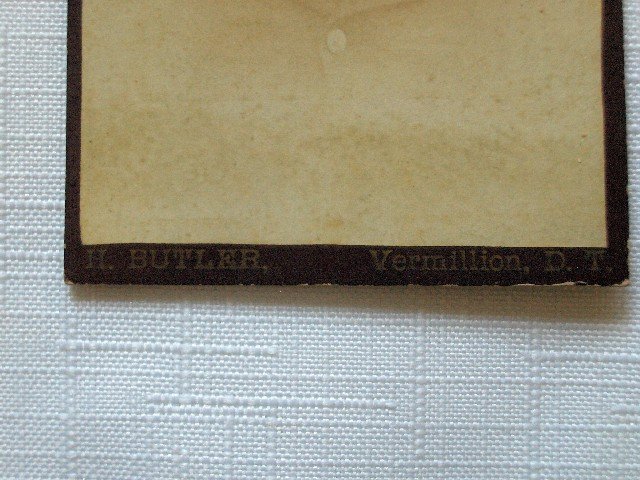 H. BUTLER, Vermillion, D. T.